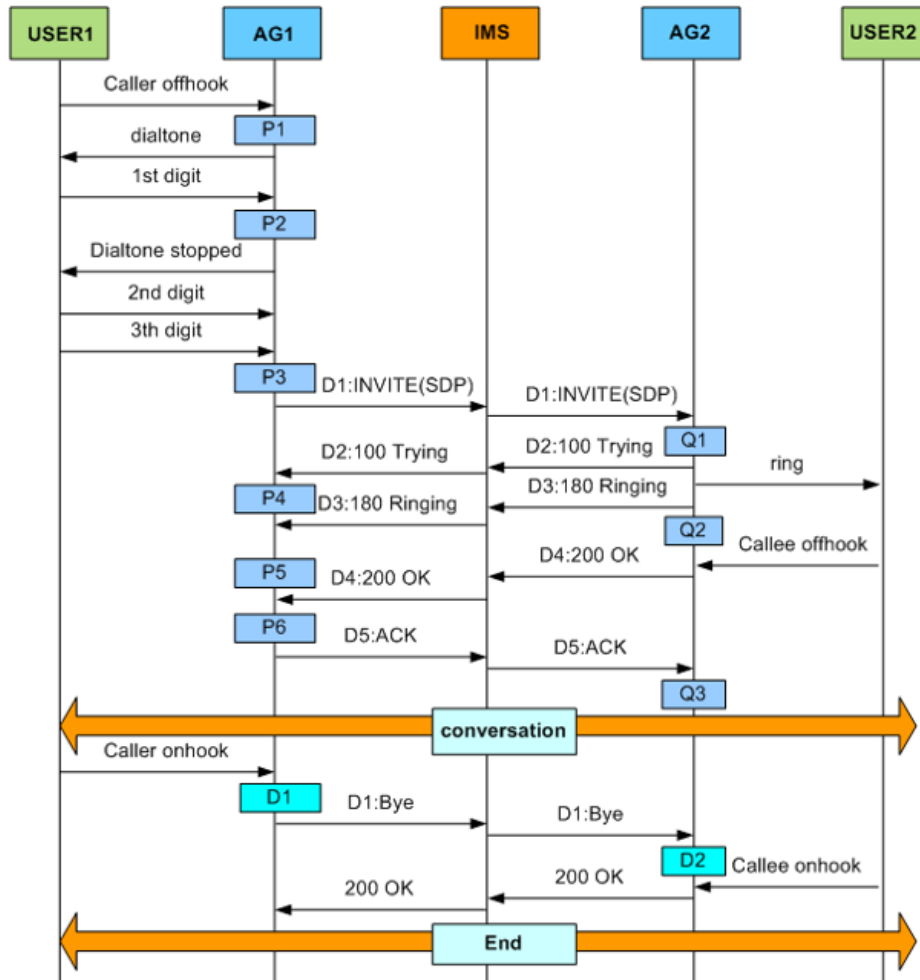 USER1
AG1
IMS
AG2
USER2
Caller offhook
P1
dialtone
1st digit
P2
Dialtone stopped
2nd digit
3th digit
P3
D1:INVITE(SDP)
D1:INVITE(SDP)
Q1
D2:100 Trying
D2:100 Trying
ring
D3:180 Ringing
P4
D3:180 Ringing
Q2
Callee offhook
D4:200 OK
P5
D4:200 OK
P6
D5:ACK
D5:ACK
Q3
conversation
Caller onhook
D1
D1:Bye
D1:Bye
D2
Callee onhook
200 OK
200 OK
End